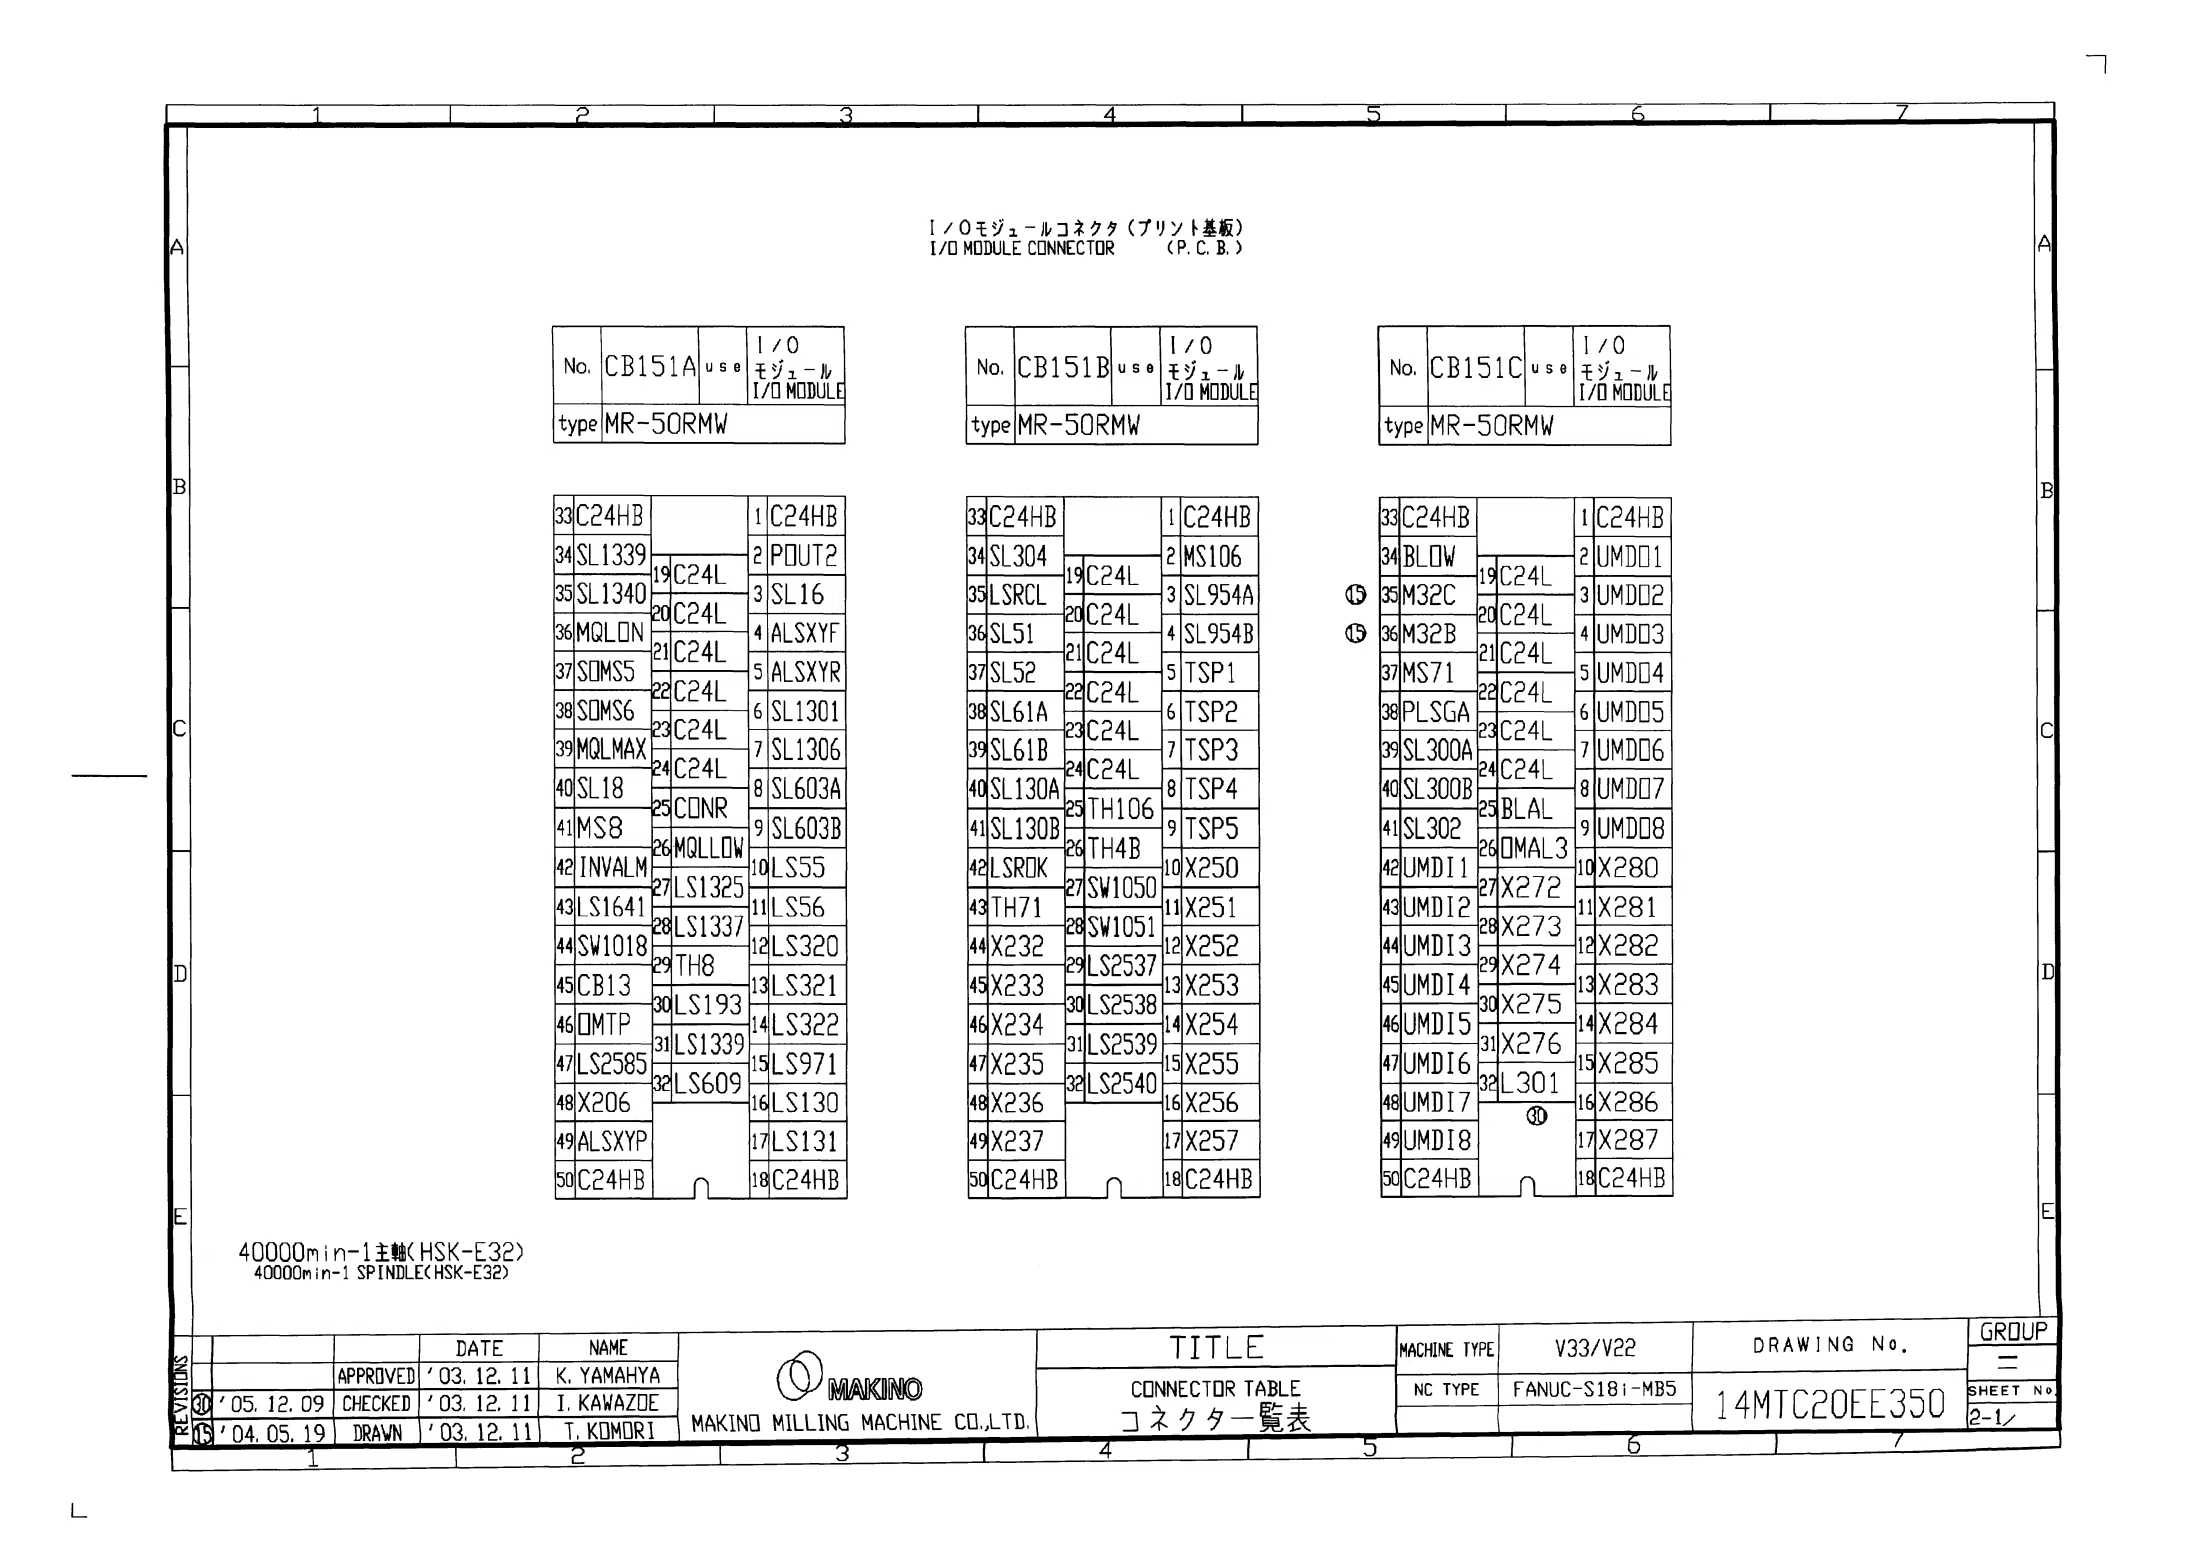 1 2 3 4 5 6 7
A A
B B
C C
D D
E E
I/Oモジュールコネクタ(プリント基板)
I/O MODULE CONNECTOR (P.C.B.)
No. CB151A use I/O モジュール I/O MODULE
type MR-50RMW
33 C24HB 1 C24HB
34 SL1339 2 POUT2
19 C24L
35 SL1340 3 SL16
20 C24L
36 MQLON 4 ALSXYF
21 C24L
37 SOMS5 5 ALSXYR
22 C24L
38 SOMS6 6 SL1301
23 C24L
39 MQLMAX 7 SL1306
24 C24L
40 SL18 8 SL603A
25 CONR
41 MS8 9 SL603B
26 MQLLOW
42 INVALM 10 LS55
27 LS1325
43 LS1641 11 LS56
28 LS1337
44 SW1018 12 LS320
29 TH8
45 CB13 13 LS321
30 LS193
46 OMTP 14 LS322
31 LS1339
47 LS2585 15 LS971
32 LS609
48 X206 16 LS130
49 ALSXYP 17 LS131
50 C24HB 18 C24HB
No. CB151B use I/O モジュール I/O MODULE
type MR-50RMW
33 C24HB 1 C24HB
34 SL304 2 MS106
19 C24L
35 LSRCL 3 SL954A
20 C24L
36 SL51 4 SL954B
21 C24L
37 SL52 5 TSP1
22 C24L
38 SL61A 6 TSP2
23 C24L
39 SL61B 7 TSP3
24 C24L
40 SL130A 8 TSP4
25 TH106
41 SL130B 9 TSP5
26 TH4B
42 LSROK 10 X250
27 SW1050
43 TH71 11 X251
28 SW1051
44 X232 12 X252
29 LS2537
45 X233 13 X253
30 LS2538
46 X234 14 X254
31 LS2539
47 X235 15 X255
32 LS2540
48 X236 16 X256
49 X237 17 X257
50 C24HB 18 C24HB
No. CB151C use I/O モジュール I/O MODULE
type MR-50RMW
33 C24HB 1 C24HB
34 BLOW 2 UMDO1
19 C24L
⑮ 35 M32C 3 UMDO2
20 C24L
⑮ 36 M32B 4 UMDO3
21 C24L
37 MS71 5 UMDO4
22 C24L
38 PLSGA 6 UMDO5
23 C24L
39 SL300A 7 UMDO6
24 C24L
40 SL300B 8 UMDO7
25 BLAL
41 SL302 9 UMDO8
26 OMAL3
42 UMDI1 10 X280
27 X272
43 UMDI2 11 X281
28 X273
44 UMDI3 12 X282
29 X274
45 UMDI4 13 X283
30 X275
46 UMDI5 14 X284
31 X276
47 UMDI6 15 X285
32 L301
48 UMDI7 ㉚ 16 X286
49 UMDI8 17 X287
50 C24HB 18 C24HB
40000min-1主軸(HSK-E32)
40000min-1 SPINDLE(HSK-E32)
REVISIONS
DATE NAME
APPROVED '03.12.11 K. YAMAHYA
㉚ '05.12.09 CHECKED '03.12.11 I. KAWAZOE
⑮ '04.05.19 DRAWN '03.12.11 T. KOMORI
MAKINO
MAKINO MILLING MACHINE CO.,LTD.
TITLE
CONNECTOR TABLE
コネクタ一覧表
MACHINE TYPE V33/V22
NC TYPE FANUC-S18i-MB5
DRAWING No.
14MTC20EE350
GROUP
二
SHEET No.
2-1/
1 2 3 4 5 6 7